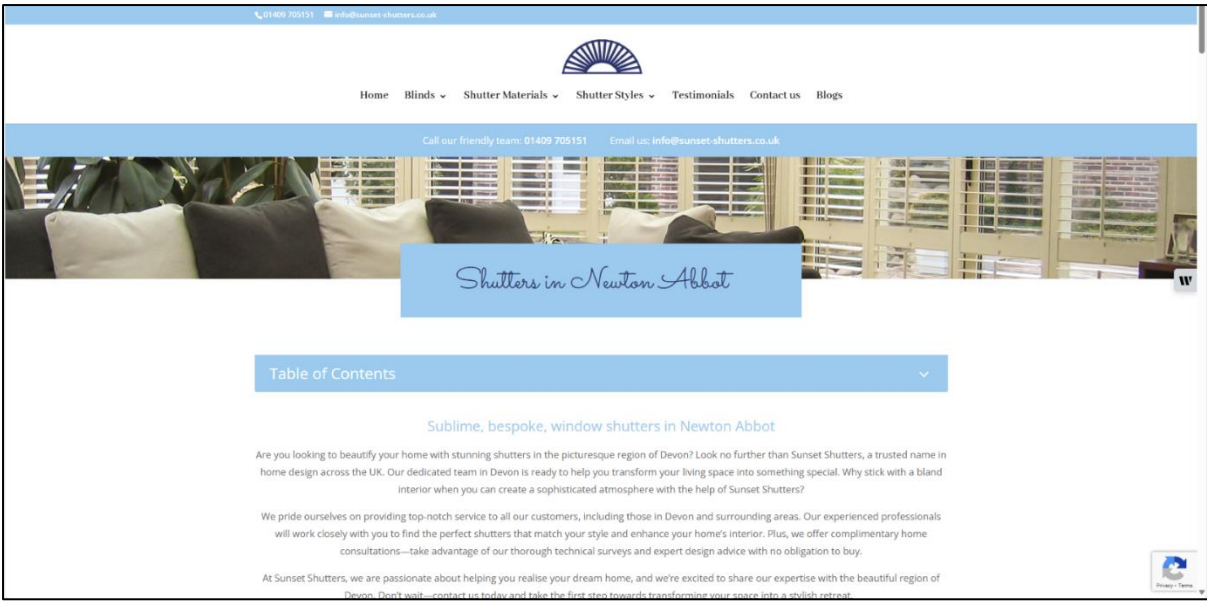 01409 705151 info@sunset-shutters.co.uk
Home Blinds Shutter Materials Shutter Styles Testimonials Contact us Blogs
Call our friendly team: 01409 705151 Email us: info@sunset-shutters.co.uk
Shutters in Newton Abbot
W
Table of Contents
Sublime, bespoke, window shutters in Newton Abbot
Are you looking to beautify your home with stunning shutters in the picturesque region of Devon? Look no further than Sunset Shutters, a trusted name in
home design across the UK. Our dedicated team in Devon is ready to help you transform your living space into something special. Why stick with a bland
interior when you can create a sophisticated atmosphere with the help of Sunset Shutters?
We pride ourselves on providing top-notch service to all our customers, including those in Devon and surrounding areas. Our experienced professionals
will work closely with you to find the perfect shutters that match your style and enhance your home's interior. Plus, we offer complimentary home
consultations—take advantage of our thorough technical surveys and expert design advice with no obligation to buy.
At Sunset Shutters, we are passionate about helping you realise your dream home, and we're excited to share our expertise with the beautiful region of
Devon. Don't wait—contact us today and take the first step towards transforming your space into a stylish retreat.
Privacy - Terms